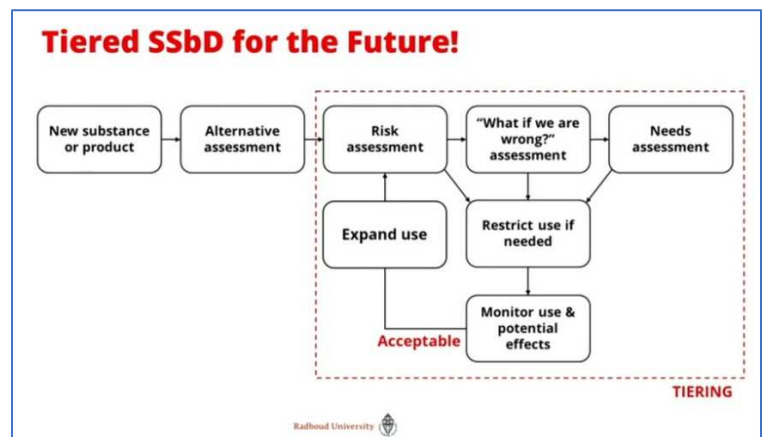 Tiered SSbD for the Future!
New substance
or product
Alternative
assessment
Risk
assessment
“What if we are
wrong?”
assessment
Needs
assessment
Expand use
Restrict use if
needed
Monitor use &
potential
effects
Acceptable
TIERING
Radboud University